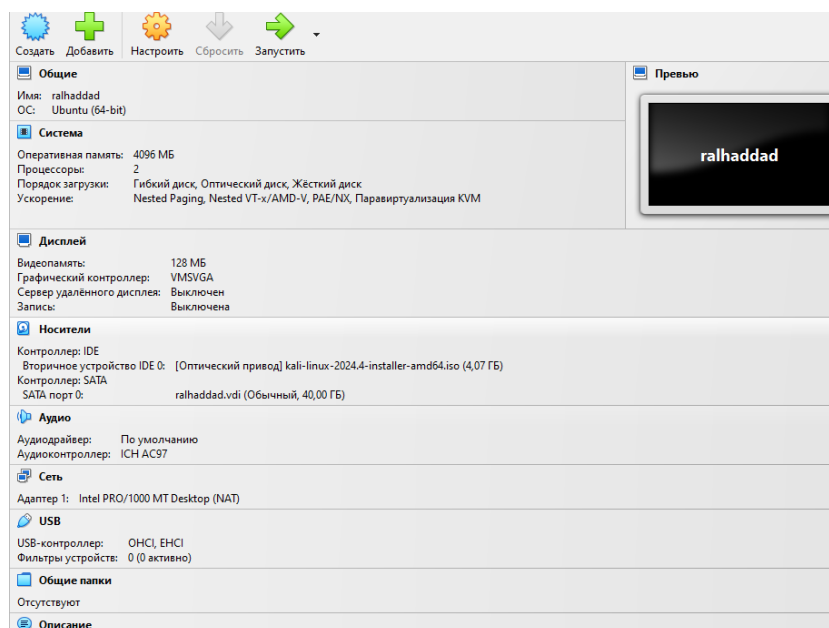 Создать Добавить Настроить Сбросить Запустить
Общие
Имя: ralhaddad
ОС: Ubuntu (64-bit)
Превью
ralhaddad
Система
Оперативная память: 4096 МБ
Процессоры: 2
Порядок загрузки: Гибкий диск, Оптический диск, Жёсткий диск
Ускорение: Nested Paging, Nested VT-x/AMD-V, PAE/NX, Паравиртуализация KVM
Дисплей
Видеопамять: 128 МБ
Графический контроллер: VMSVGA
Сервер удалённого дисплея: Выключен
Запись: Выключена
Носители
Контроллер: IDE
Вторичное устройство IDE 0: [Оптический привод] kali-linux-2024.4-installer-amd64.iso (4,07 ГБ)
Контроллер: SATA
SATA порт 0: ralhaddad.vdi (Обычный, 40,00 ГБ)
Аудио
Аудиодрайвер: По умолчанию
Аудиоконтроллер: ICH AC97
Сеть
Адаптер 1: Intel PRO/1000 MT Desktop (NAT)
USB
USB-контроллер: OHCI, EHCI
Фильтры устройств: 0 (0 активно)
Общие папки
Отсутствуют
Описание